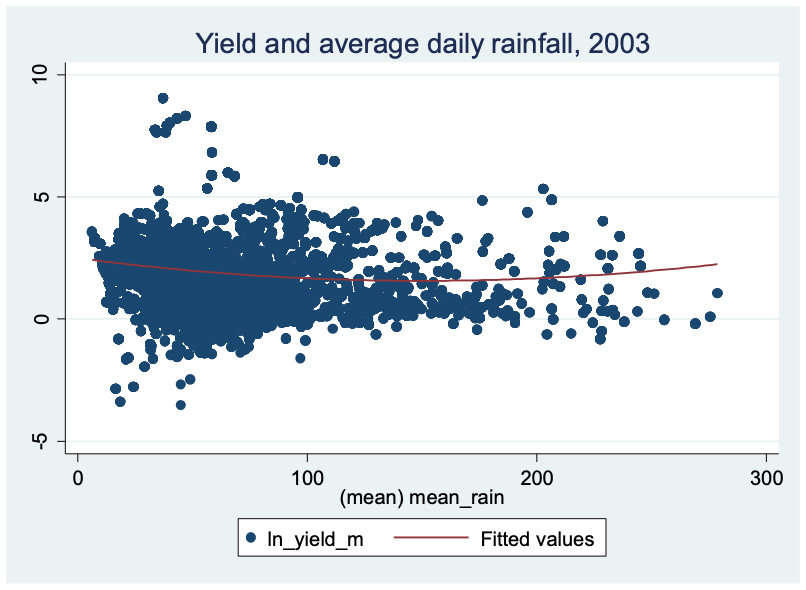 Yield and average daily rainfall, 2003
10
5
0
-5
0 100 200 300
(mean) mean_rain
ln_yield_m Fitted values